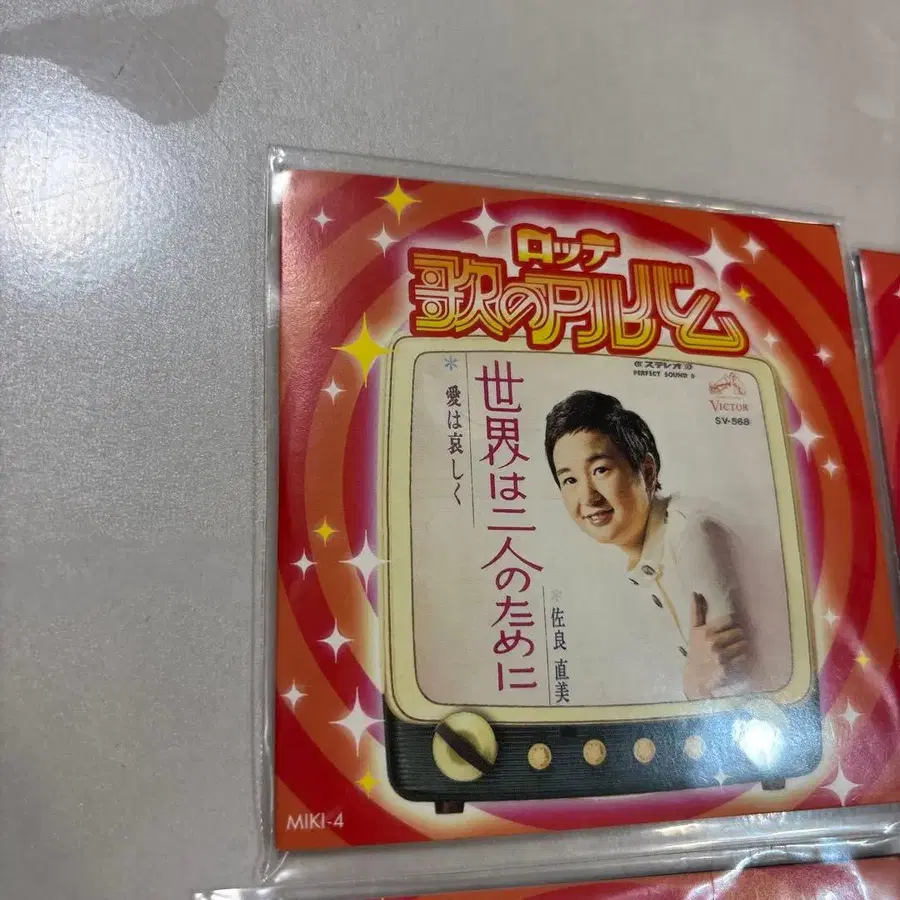 ロッテ
歌のアルバム
ステレオ
PERFECT SOUND
VICTOR
SV-568
世界は二人のために
*愛は哀しく
*佐良直美
MIKI-4